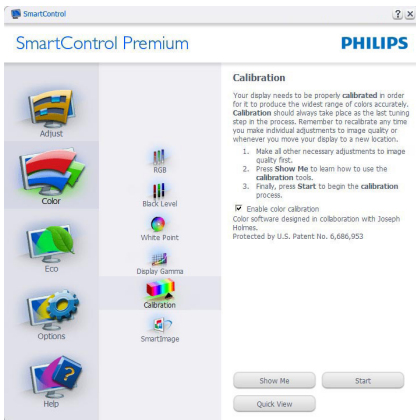 SmartControl
? ×
SmartControl Premium
PHILIPS
Adjust
Color
Eco
Options
Help
RGB
Black Level
White Point
Display Gamma
Calibration
SmartImage
Calibration
Your display needs to be properly calibrated in order
for it to produce the widest range of colors accurately.
Calibration should always take place as the last tuning
step in the process. Remember to recalibrate any time
you make individual adjustments to image quality or
whenever you move your display to a new location.
1. Make all other necessary adjustments to image
quality first.
2. Press Show Me to learn how to use the
calibration tools.
3. Finally, press Start to begin the calibration
process.
Enable color calibration
Color software designed in collaboration with Joseph
Holmes.
Protected by U.S. Patent No. 6,686,953
Show Me
Start
Quick View